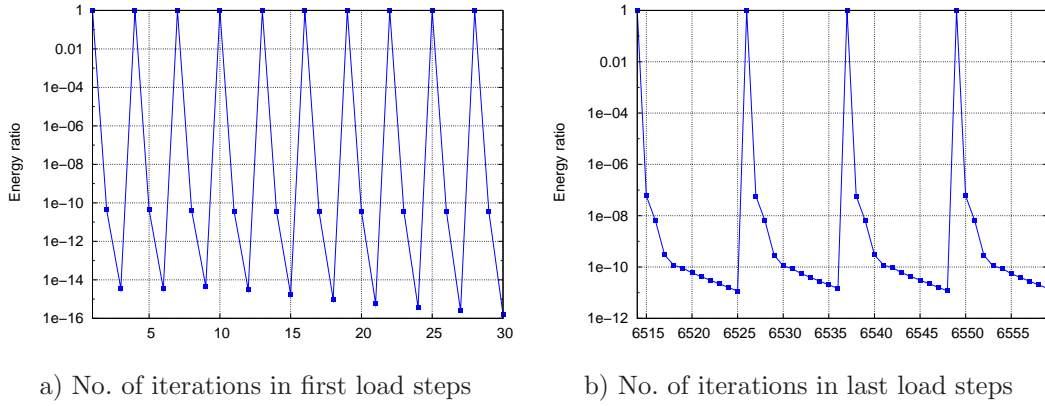 1
0.01
1e−04
1e−06
1e−08
1e−10
1e−12
1e−14
1e−16
Energy ratio
5 10 15 20 25 30
a) No. of iterations in first load steps
1
0.01
1e−04
1e−06
1e−08
1e−10
1e−12
Energy ratio
6515 6520 6525 6530 6535 6540 6545 6550 6555
b) No. of iterations in last load steps